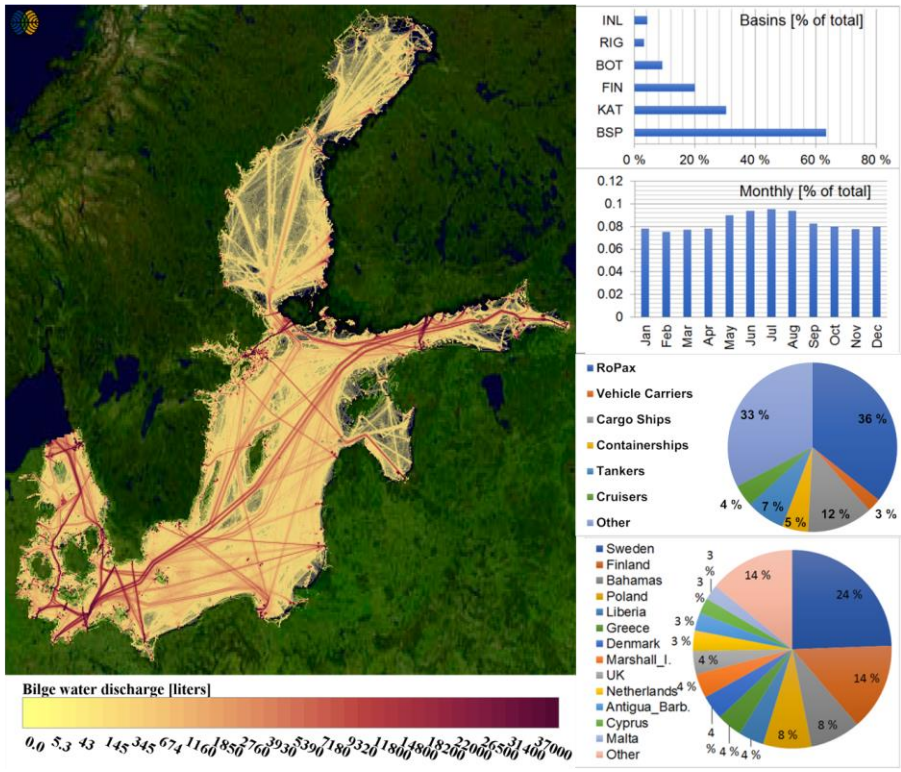 Basins [% of total]
INL
RIG
BOT
FIN
KAT
BSP
0 % 20 % 40 % 60 % 80 %
Monthly [% of total]
0.12
0.1
0.08
0.06
0.04
0.02
0
Jan Feb Mar Apr May Jun Jul Aug Sep Oct Nov Dec
RoPax
Vehicle Carriers
Cargo Ships
Containerships
Tankers
Cruisers
Other
36 %
3 %
12 %
5 %
7 %
4 %
33 %
Sweden
Finland
Bahamas
Poland
Liberia
Greece
Denmark
Marshall_I.
UK
Netherlands
Antigua_Barb.
Cyprus
Malta
Other
24 %
14 %
8 %
8 %
4 %
4 %
4 %
4 %
4 %
3 %
3 %
3 %
3 %
14 %
Bilge water discharge [liters]
0.0 5.3 43 145 345 674 1160 1850 2760 3930 5390 7180 9320 11800 14800 18200 22000 26500 31400 37000